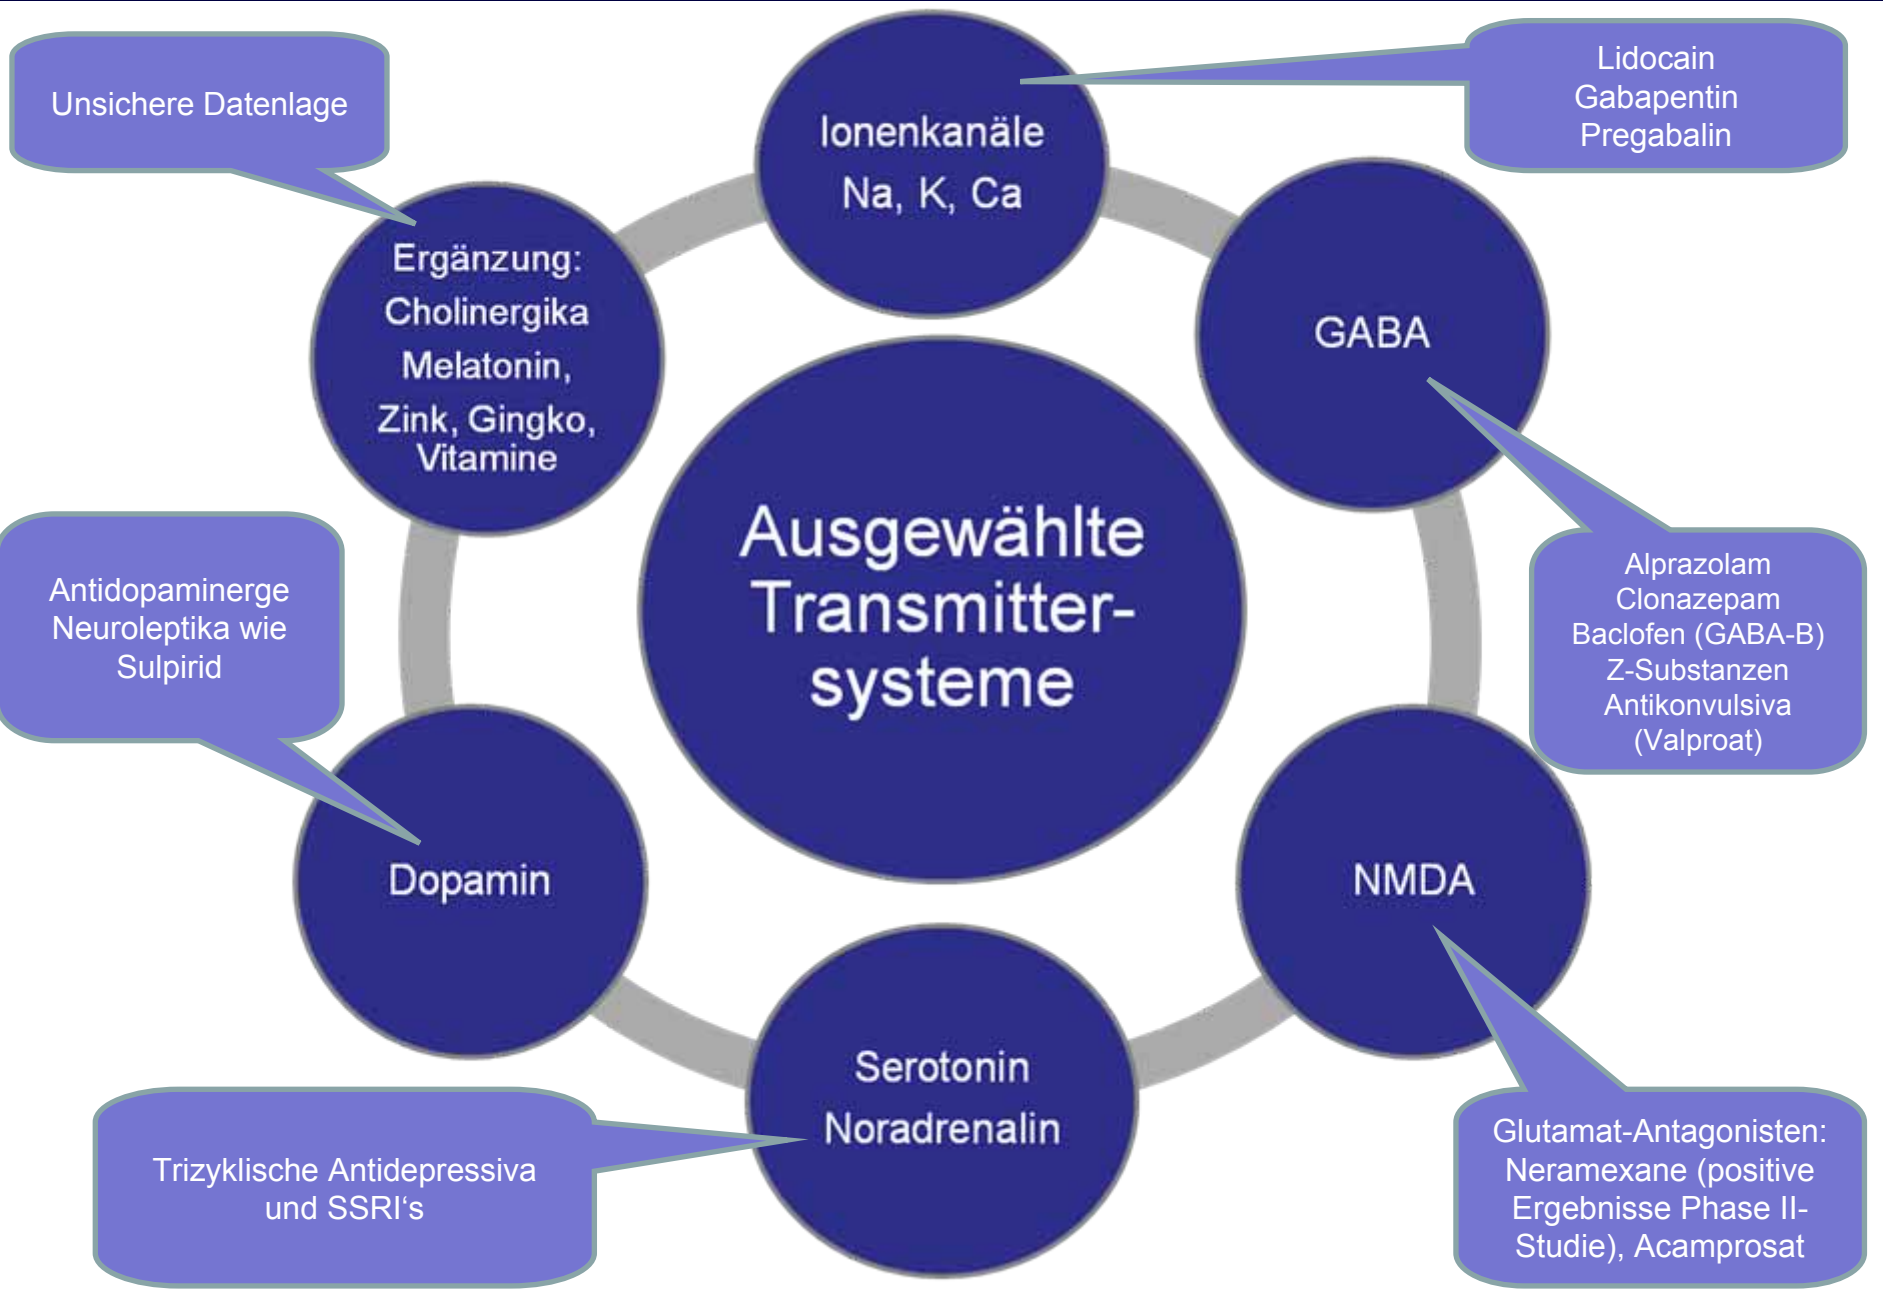 Unsichere Datenlage
Ionenkanäle
Na, K, Ca
Lidocain
Gabapentin
Pregabalin
Ergänzung:
Cholinergika
Melatonin,
Zink, Gingko,
Vitamine
GABA
Ausgewählte
Transmitter-
systeme
Alprazolam
Clonazepam
Baclofen (GABA-B)
Z-Substanzen
Antikonvulsiva
(Valproat)
Antidopaminerge
Neuroleptika wie
Sulpirid
Dopamin
NMDA
Serotonin
Noradrenalin
Trizyklische Antidepressiva
und SSRI‘s
Glutamat-Antagonisten:
Neramexane (positive
Ergebnisse Phase II-
Studie), Acamprosat